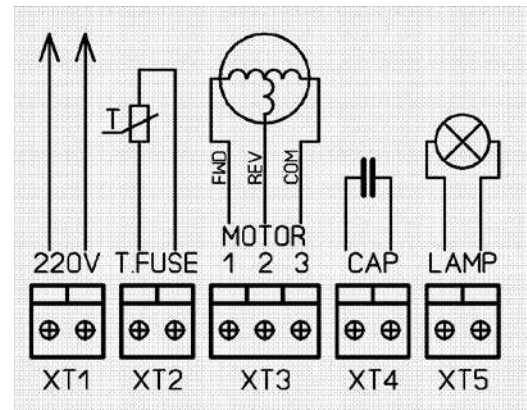 T
FWD REV COM
MOTOR
220V T.FUSE 1 2 3 CAP LAMP
XT1 XT2 XT3 XT4 XT5